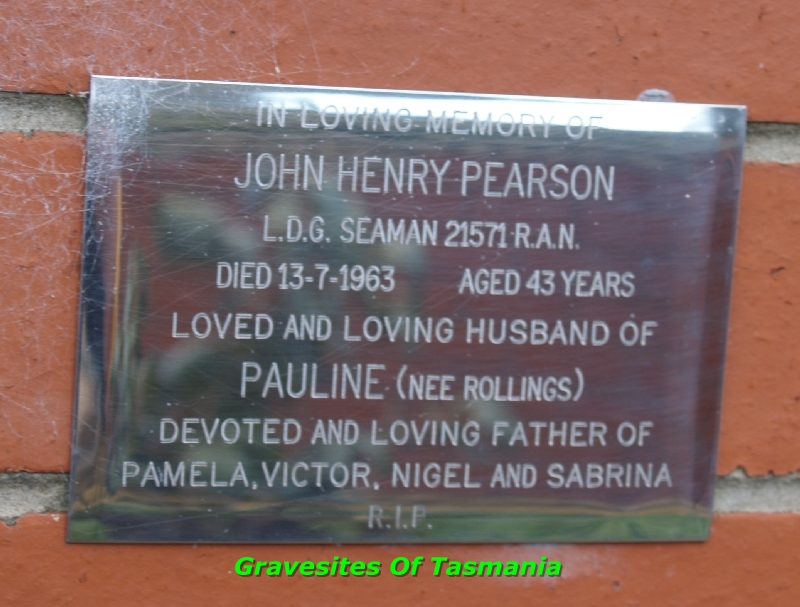 IN LOVING MEMORY OF
JOHN HENRY PEARSON
L.D.G. SEAMAN 21571 R.A.N.
DIED 13-7-1963 AGED 43 YEARS
LOVED AND LOVING HUSBAND OF
PAULINE (NEE ROLLINGS)
DEVOTED AND LOVING FATHER OF
PAMELA, VICTOR, NIGEL AND SABRINA
R.I.P.
Gravesites Of Tasmania